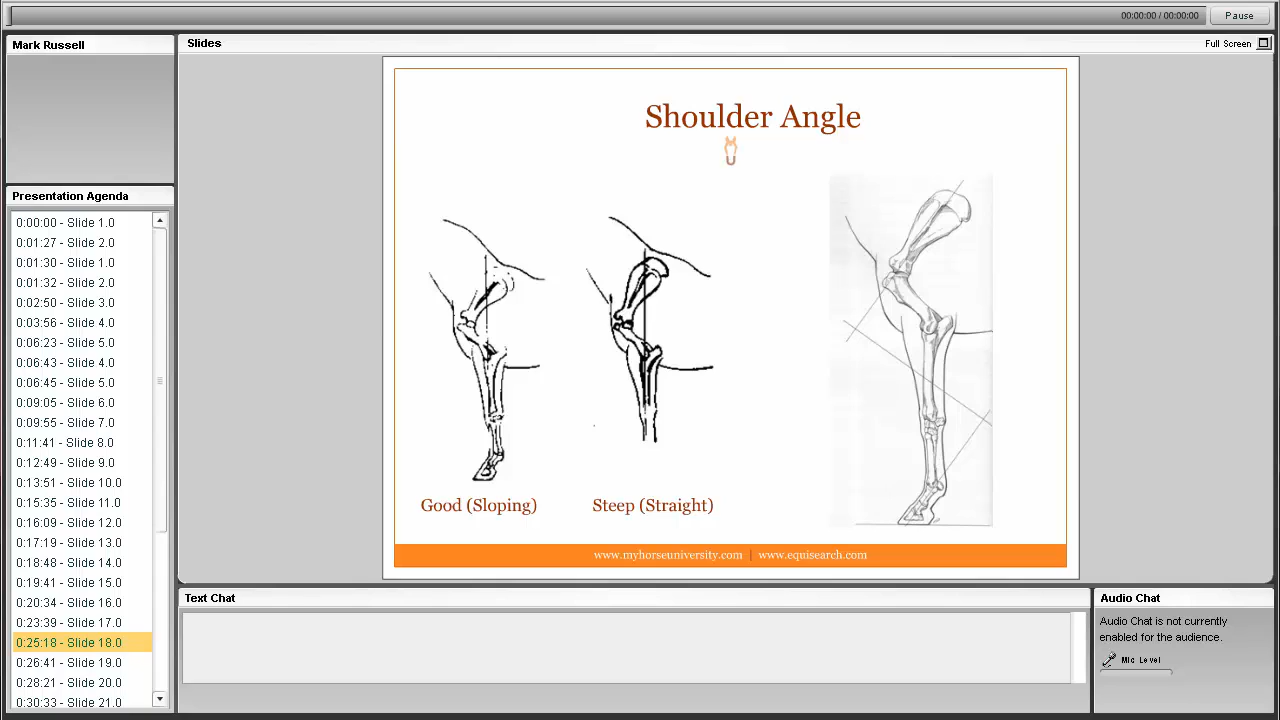 00:00:00 / 00:00:00
Pause
Mark Russell
Slides
Full Screen
Shoulder Angle
Good (Sloping)
Steep (Straight)
www.myhorseuniversity.com | www.equisearch.com
Presentation Agenda
0:00:00 - Slide 1.0
0:01:27 - Slide 2.0
0:01:30 - Slide 1.0
0:01:32 - Slide 2.0
0:02:50 - Slide 3.0
0:03:56 - Slide 4.0
0:06:23 - Slide 5.0
0:06:43 - Slide 4.0
0:06:45 - Slide 5.0
0:09:05 - Slide 6.0
0:09:55 - Slide 7.0
0:11:41 - Slide 8.0
0:12:49 - Slide 9.0
0:13:51 - Slide 10.0
0:15:35 - Slide 11.0
0:16:09 - Slide 12.0
0:17:19 - Slide 13.0
0:18:48 - Slide 14.0
0:19:41 - Slide 15.0
0:20:34 - Slide 16.0
0:23:39 - Slide 17.0
0:25:18 - Slide 18.0
0:26:41 - Slide 19.0
0:28:21 - Slide 20.0
0:30:33 - Slide 21.0
Text Chat
Audio Chat
Audio Chat is not currently
enabled for the audience.
Mic Level